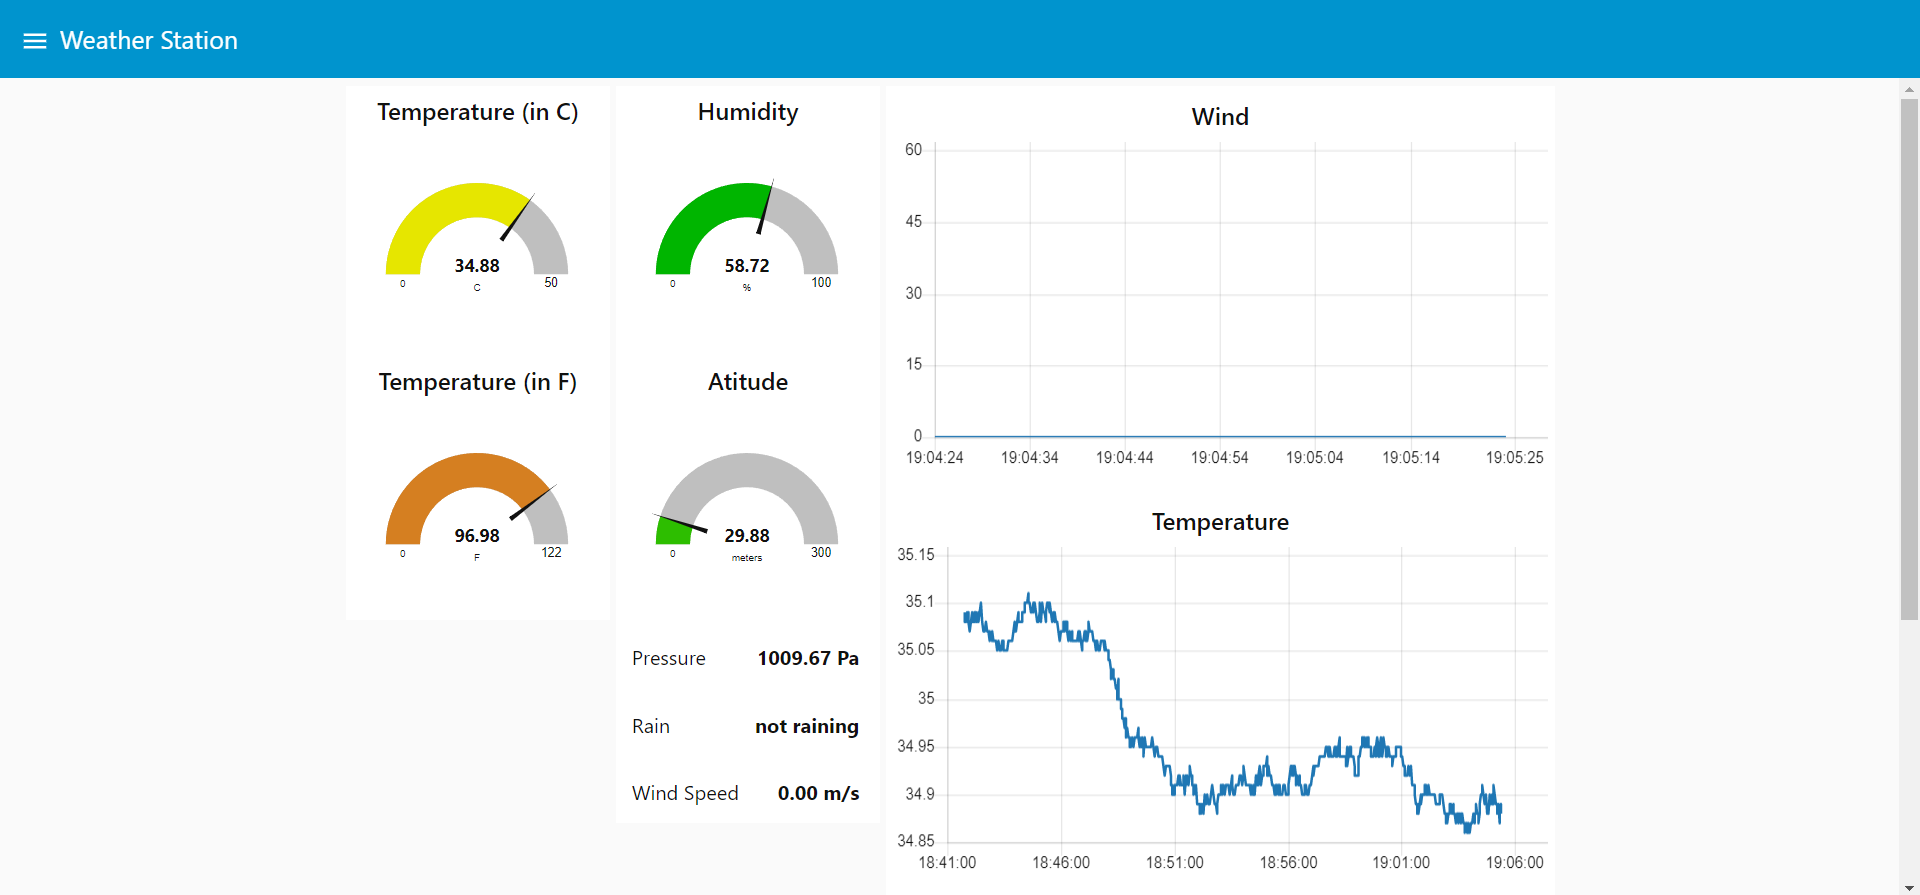 Weather Station
Temperature (in C)
34.88
0
C
50
Temperature (in F)
96.98
0
F
122
Humidity
58.72
0
%
100
Atitude
29.88
0
meters
300
Pressure 1009.67 Pa
Rain not raining
Wind Speed 0.00 m/s
Wind
60
45
30
15
0
19:04:24 19:04:34 19:04:44 19:04:54 19:05:04 19:05:14 19:05:25
Temperature
35.15
35.1
35.05
35
34.95
34.9
34.85
18:41:00 18:46:00 18:51:00 18:56:00 19:01:00 19:06:00